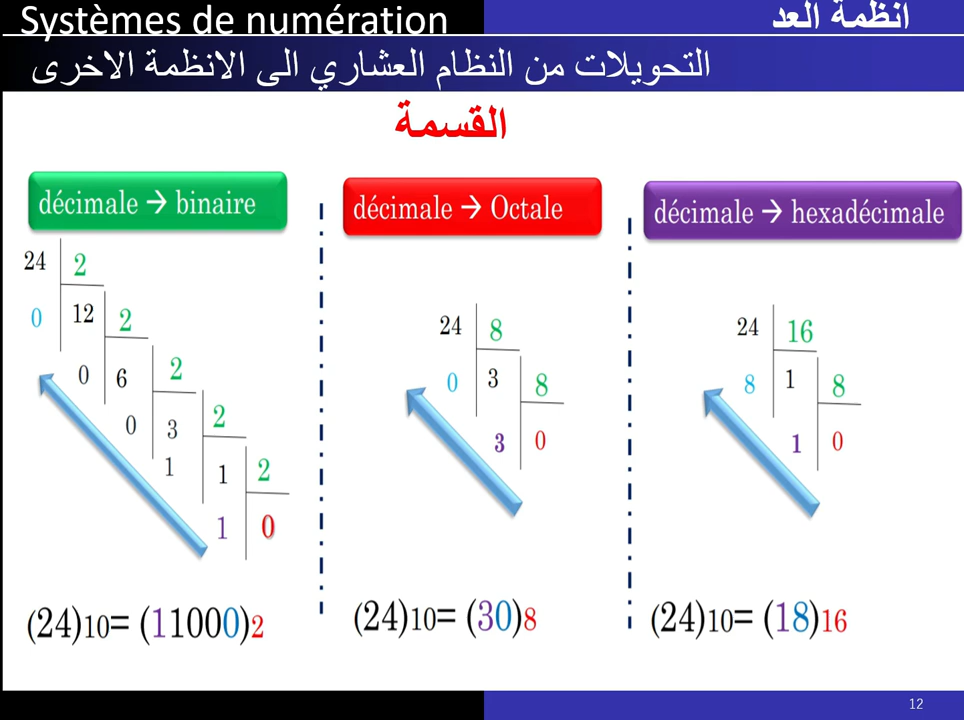 Systèmes de numération
انظمة العد
التحويلات من النظام العشاري الى الانظمة الاخرى
القسمة
décimale → binaire
24 2
0 12 2
0 6 2
0 3 2
1 1 2
1 0
(24)10= (11000)2
décimale → Octale
24 8
0 3 8
3 0
(24)10= (30)8
décimale → hexadécimale
24 16
8 1 8
1 0
(24)10= (18)16
12